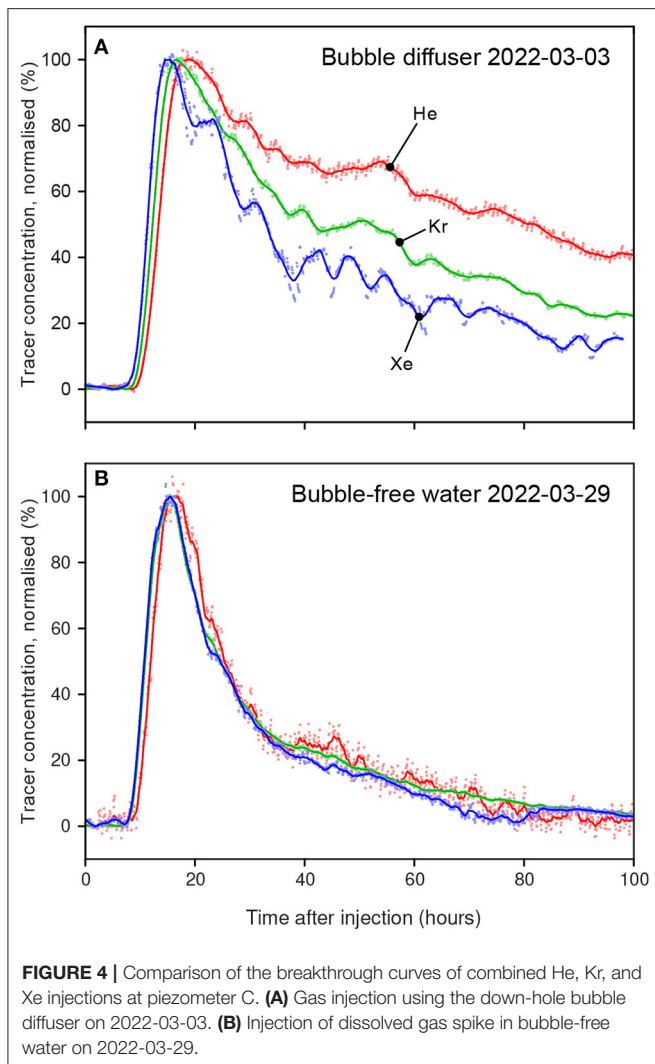 A
Bubble diffuser 2022-03-03
Tracer concentration, normalised (%)
100
80
60
40
20
0
He
Kr
Xe
B
Bubble-free water 2022-03-29
Tracer concentration, normalised (%)
100
80
60
40
20
0
0 20 40 60 80 100
Time after injection (hours)
FIGURE 4 | Comparison of the breakthrough curves of combined He, Kr, and
Xe injections at piezometer C. (A) Gas injection using the down-hole bubble
diffuser on 2022-03-03. (B) Injection of dissolved gas spike in bubble-free
water on 2022-03-29.